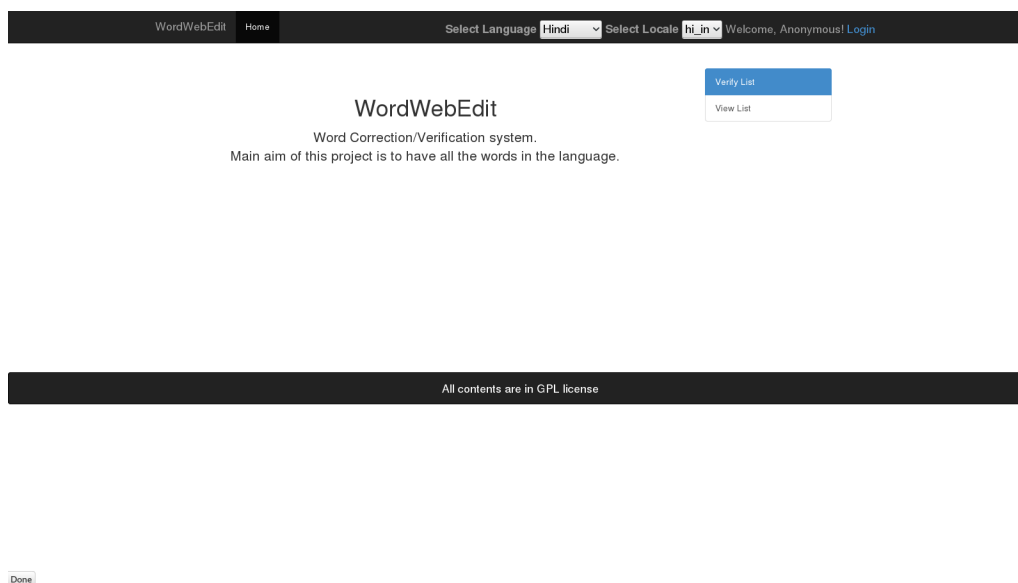 WordWebEdit Home Select Language Hindi Select Locale hi_in Welcome, Anonymous! Login
Verify List
View List
WordWebEdit
Word Correction/Verification system.
Main aim of this project is to have all the words in the language.
All contents are in GPL license
Done